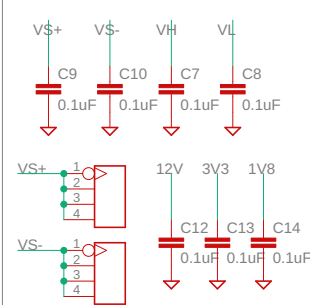 VS+ VS- VH VL
C9 C10 C7 C8
0.1uF 0.1uF 0.1uF 0.1uF
VS+ 1
2
3
4
12V 3V3 1V8
VS- 1
2
3
4
C12 C13 C14
0.1uF 0.1uF 0.1uF